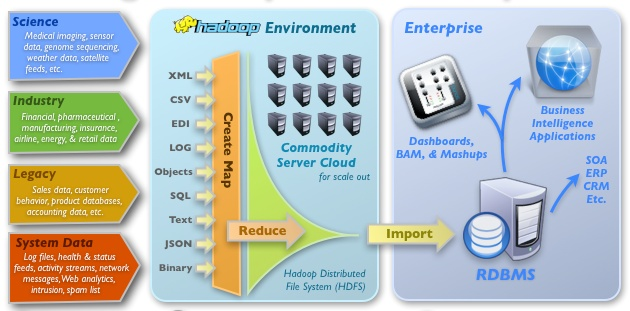 Science
Medical imaging, sensor
data, genome sequencing,
weather data, satellite
feeds, etc.
Industry
Financial, pharmaceutical,
manufacturing, insurance,
airline, energy, & retail data
Legacy
Sales data, customer
behavior, product databases,
accounting data, etc.
System Data
Log files, health & status
feeds, activity streams, network
messages, Web analytics,
intrusion, spam list
hadoop Environment
XML
CSV
EDI
LOG
Objects
SQL
Text
JSON
Binary
Create Map
Commodity
Server Cloud
for scale out
Reduce
Hadoop Distributed
File System (HDFS)
Import
Enterprise
Dashboards,
BAM, & Mashups
Business
Intelligence
Applications
SOA
ERP
CRM
Etc.
RDBMS